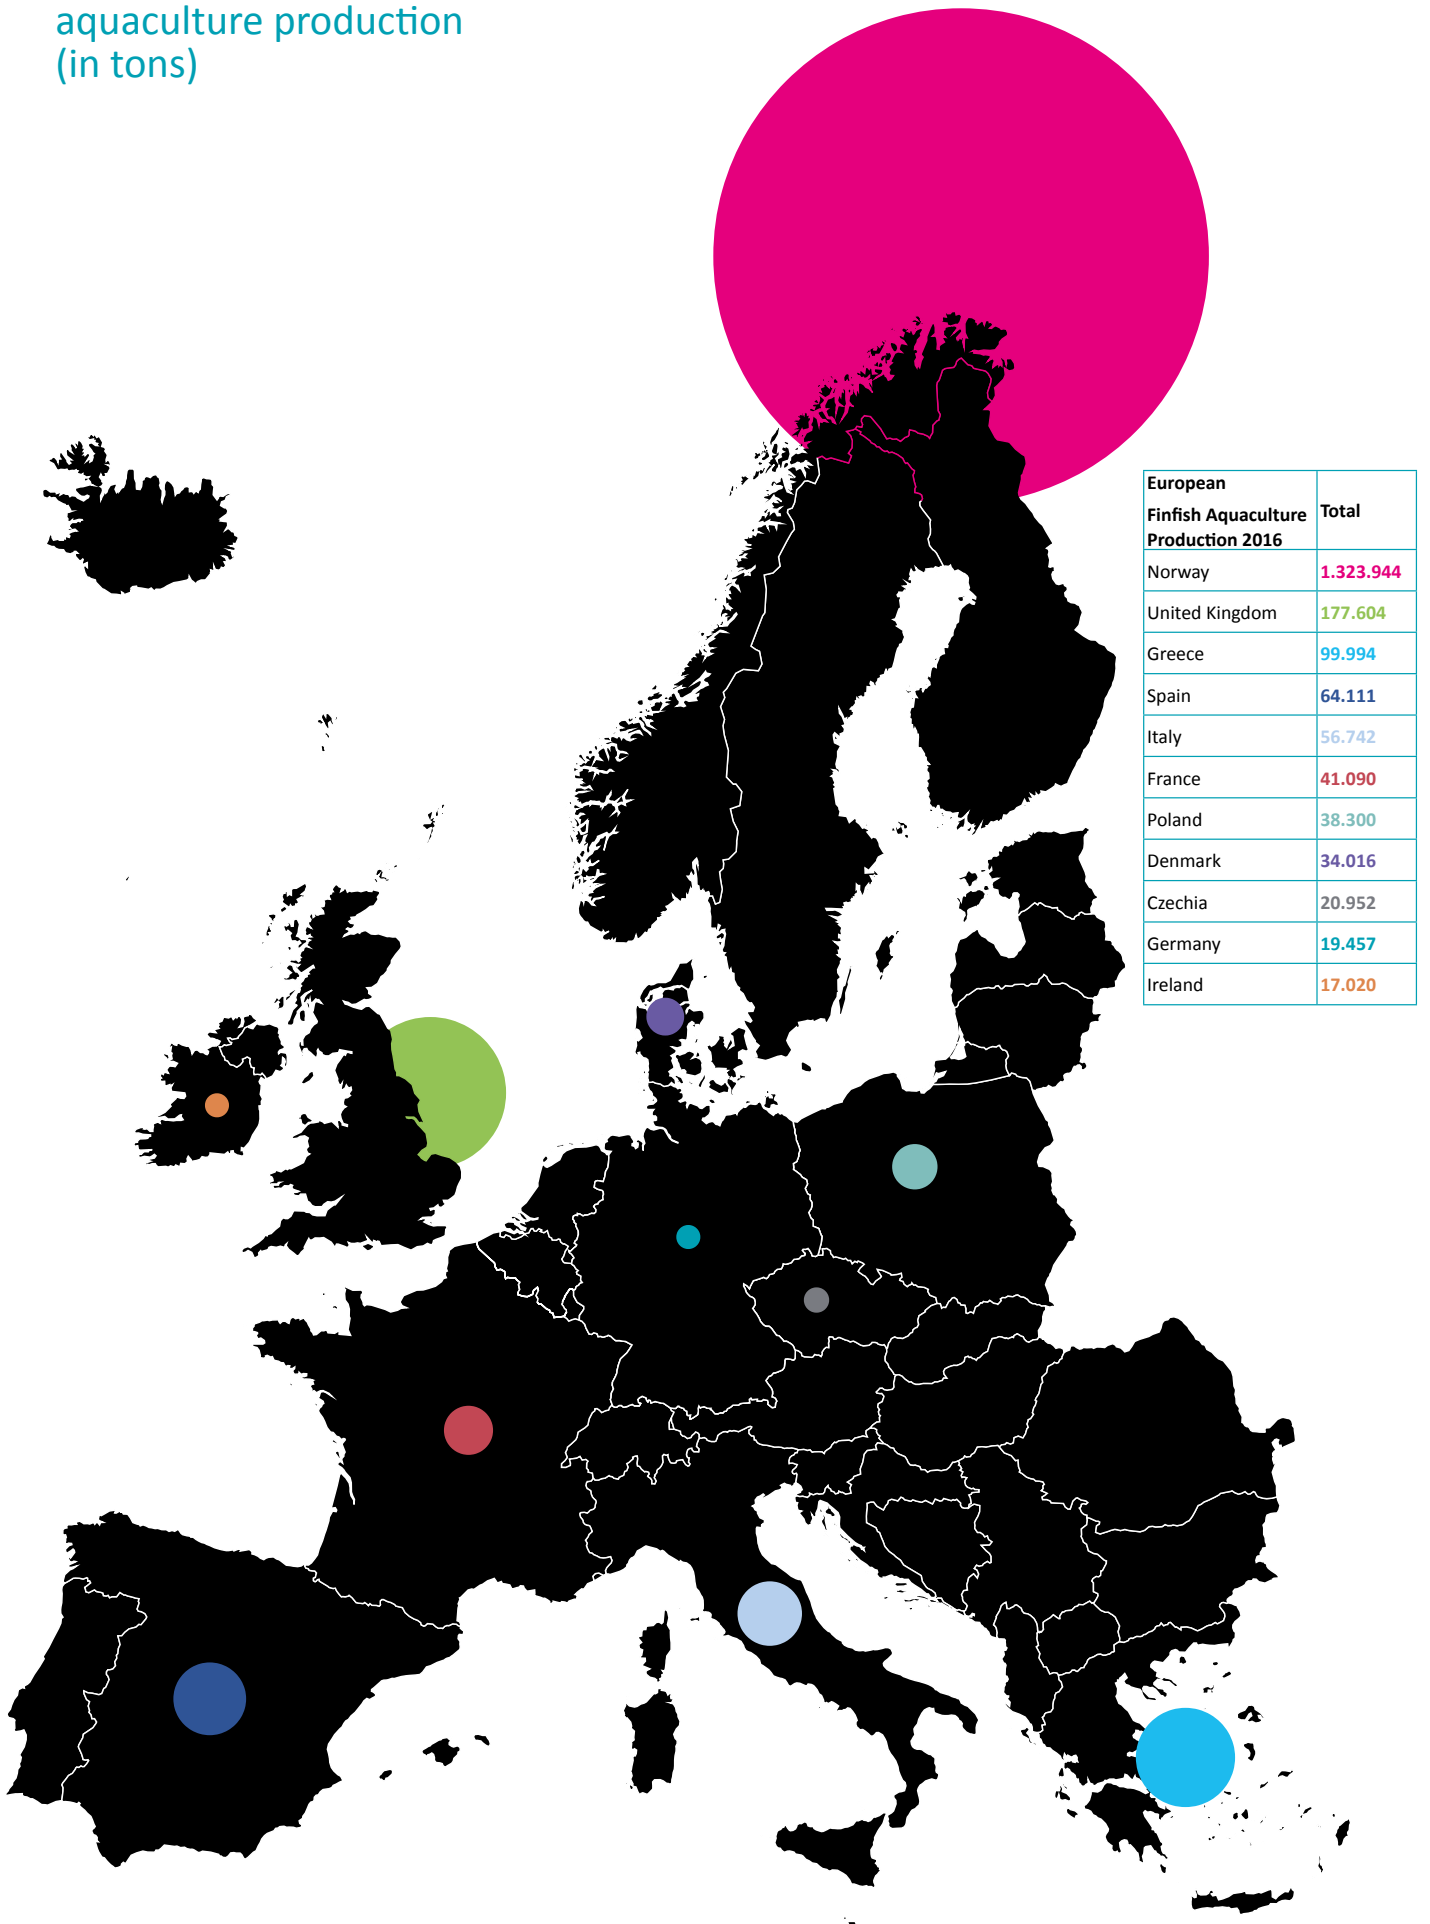 aquaculture production
(in tons)
European
Finfish Aquaculture
Production 2016
Total
Norway 1.323.944
United Kingdom 177.604
Greece 99.994
Spain 64.111
Italy 56.742
France 41.090
Poland 38.300
Denmark 34.016
Czechia 20.952
Germany 19.457
Ireland 17.020